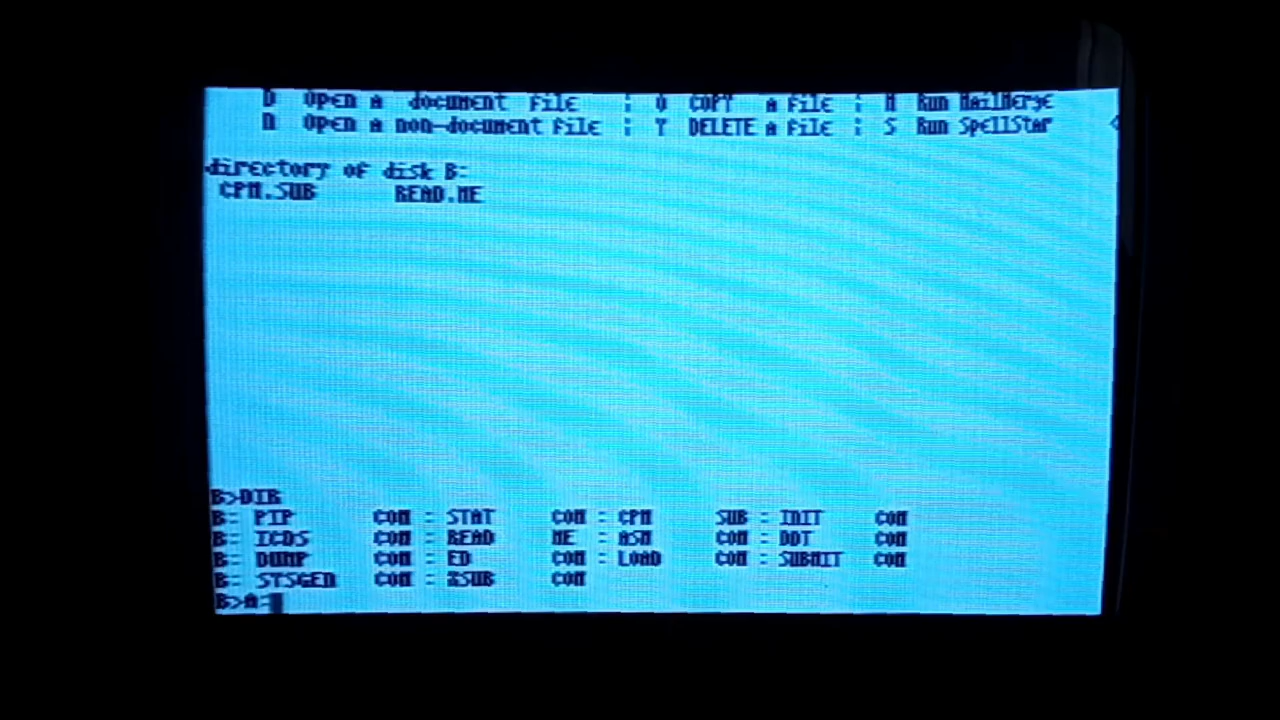 D Open a document file ¦ O COPY a file ¦ M Run MailMerge
N Open a non-document file ¦ Y DELETE a file ¦ S Run SpellStar <
directory of disk B:
CPM.SUB READ.ME
B>DIR
B: PIP COM : STAT COM : CPM SUB : INIT COM
B: ICDS COM : READ ME : ASM COM : DDT COM
B: DUMP COM : ED COM : LOAD COM : SUBMIT COM
B: SYSGEN COM : XSUB COM
B>A: